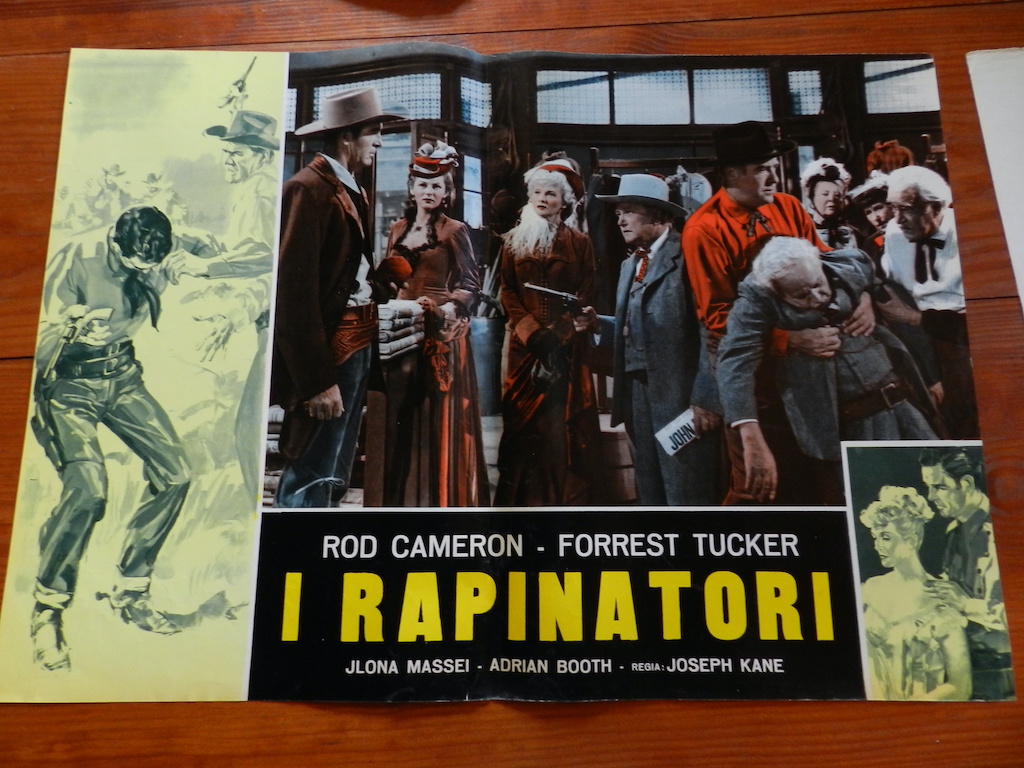 JOHN
ROD CAMERON - FORREST TUCKER
I RAPINATORI
JLONA MASSEI - ADRIAN BOOTH - REGIA: JOSEPH KANE